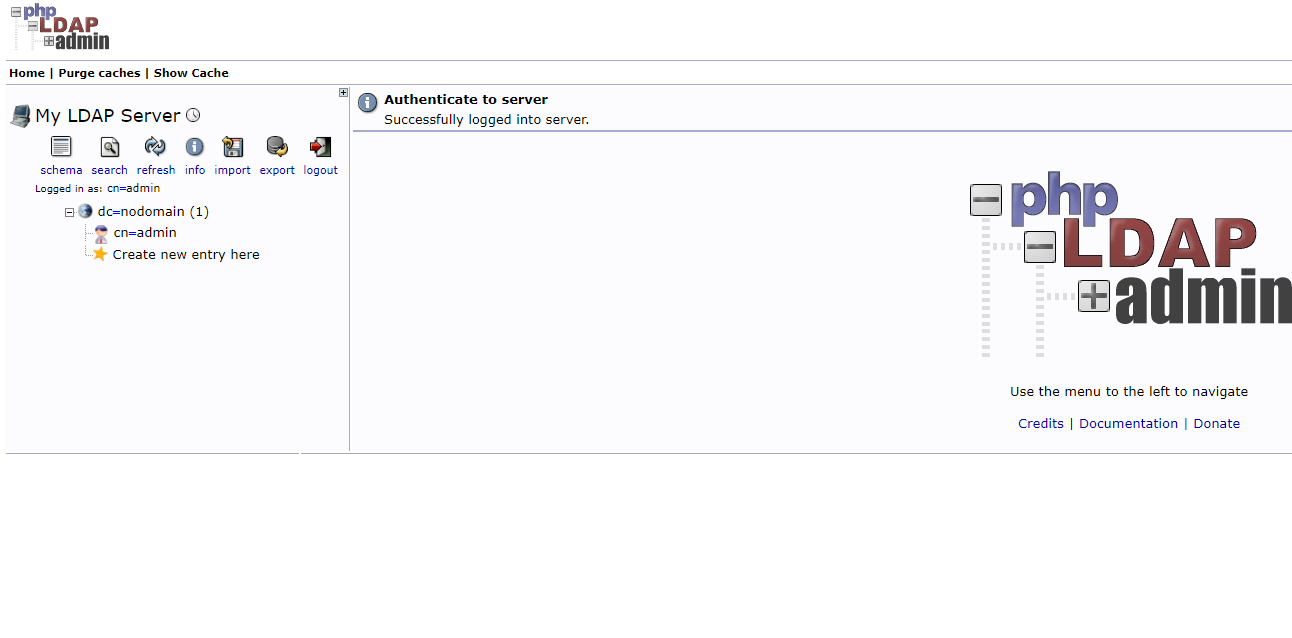 php
LDAP
admin
Home | Purge caches | Show Cache
My LDAP Server
schema search refresh info import export logout
Logged in as: cn=admin
dc=nodomain (1)
cn=admin
Create new entry here
Authenticate to server
Successfully logged into server.
php
LDAP
admin
Use the menu to the left to navigate
Credits | Documentation | Donate